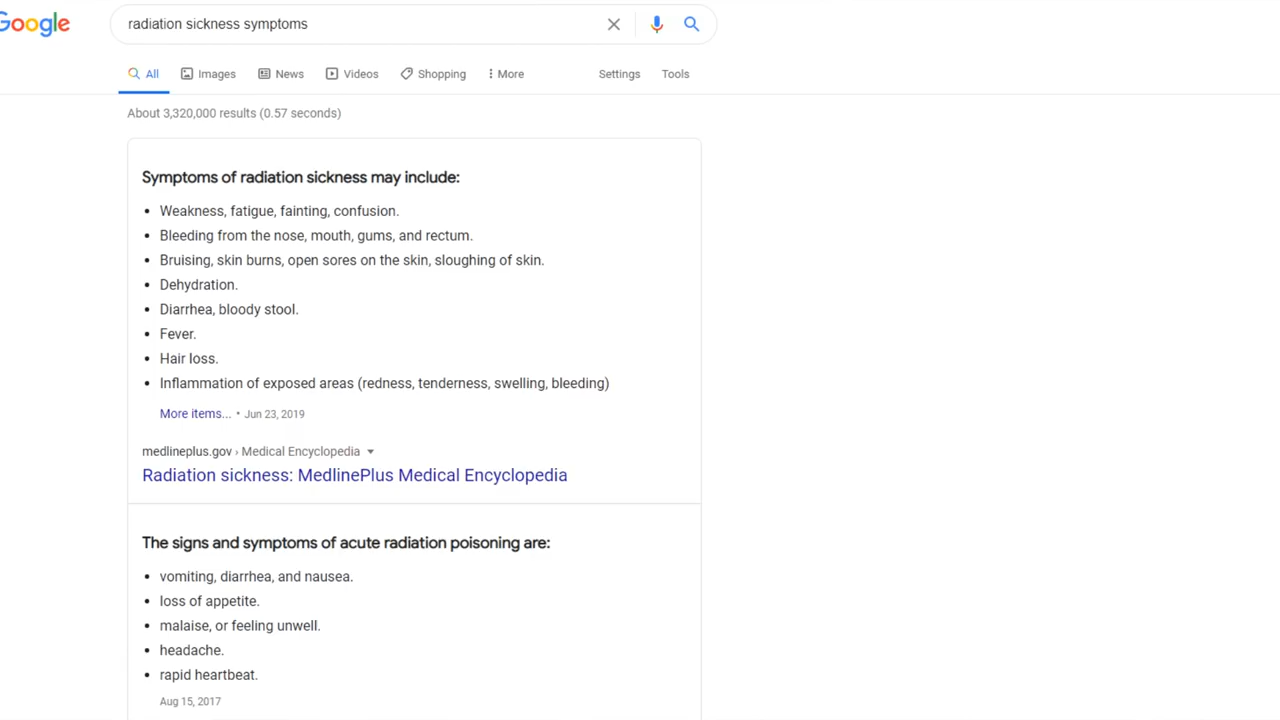 Google
radiation sickness symptoms
All Images News Videos Shopping More Settings Tools
About 3,320,000 results (0.57 seconds)
Symptoms of radiation sickness may include:
• Weakness, fatigue, fainting, confusion.
• Bleeding from the nose, mouth, gums, and rectum.
• Bruising, skin burns, open sores on the skin, sloughing of skin.
• Dehydration.
• Diarrhea, bloody stool.
• Fever.
• Hair loss.
• Inflammation of exposed areas (redness, tenderness, swelling, bleeding)
More items... • Jun 23, 2019
medlineplus.gov › Medical Encyclopedia
Radiation sickness: MedlinePlus Medical Encyclopedia
The signs and symptoms of acute radiation poisoning are:
• vomiting, diarrhea, and nausea.
• loss of appetite.
• malaise, or feeling unwell.
• headache.
• rapid heartbeat.
Aug 15, 2017